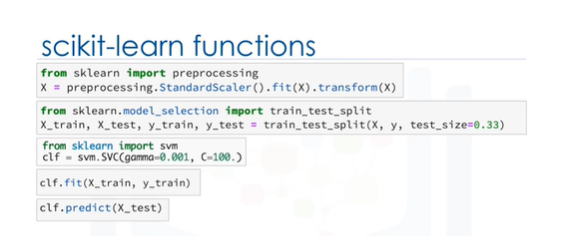 scikit-learn functions
from sklearn import preprocessing
X = preprocessing.StandardScaler().fit(X).transform(X)
from sklearn.model_selection import train_test_split
X_train, X_test, y_train, y_test = train_test_split(X, y, test_size=0.33)
from sklearn import svm
clf = svm.SVC(gamma=0.001, C=100.)
clf.fit(X_train, y_train)
clf.predict(X_test)